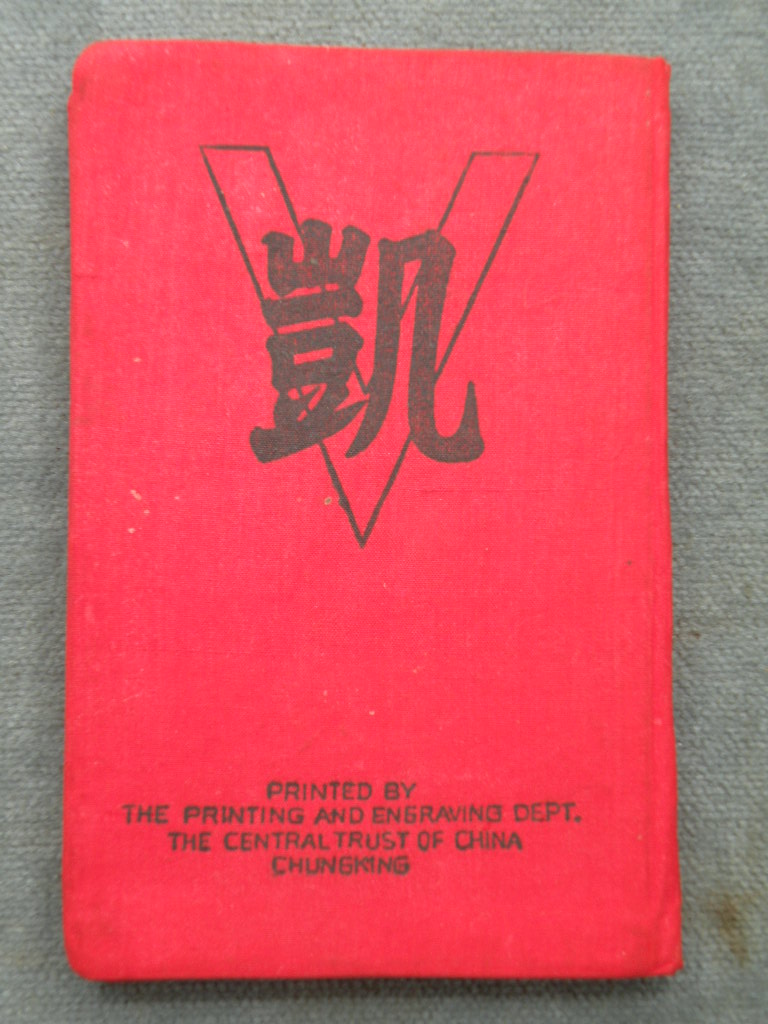 V
凱
PRINTED BY
THE PRINTING AND ENGRAVING DEPT.
THE CENTRAL TRUST OF CHINA
CHUNGKING